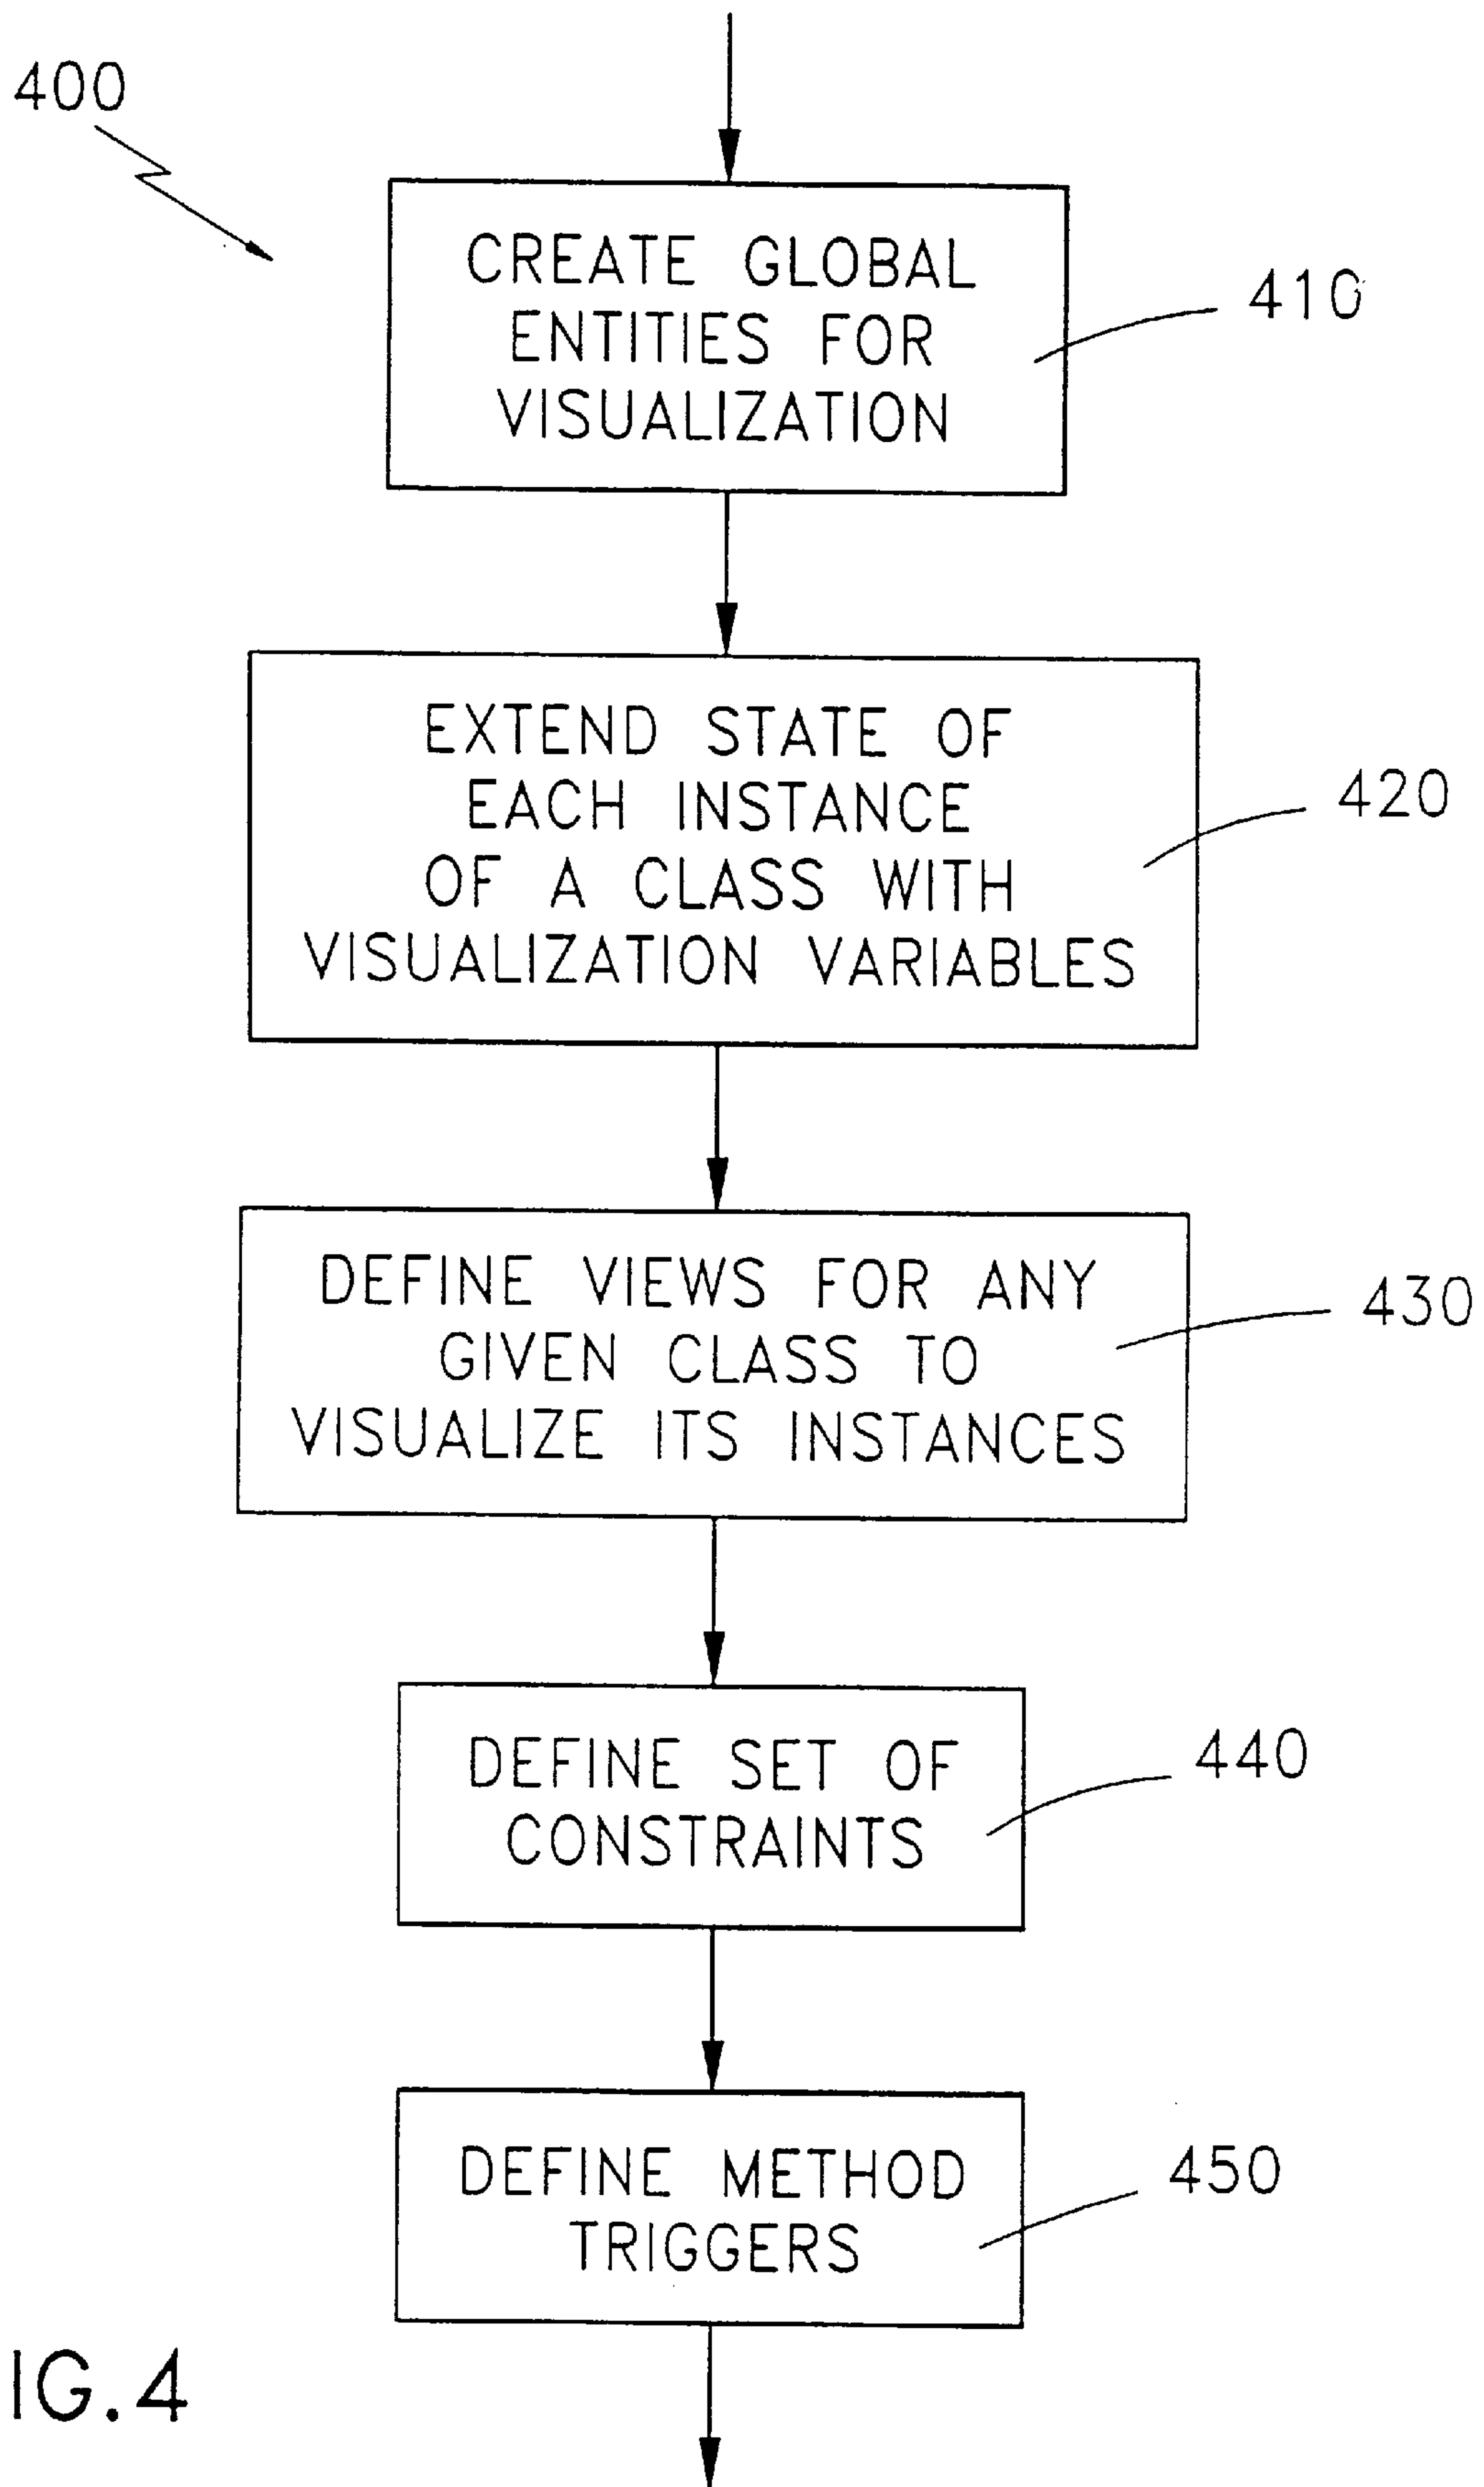 400
CREATE GLOBAL
ENTITIES FOR
VISUALIZATION
410
EXTEND STATE OF
EACH INSTANCE
OF A CLASS WITH
VISUALIZATION VARIABLES
420
DEFINE VIEWS FOR ANY
GIVEN CLASS TO
VISUALIZE ITS INSTANCES
430
DEFINE SET OF
CONSTRAINTS
440
DEFINE METHOD
TRIGGERS
450
IG.4